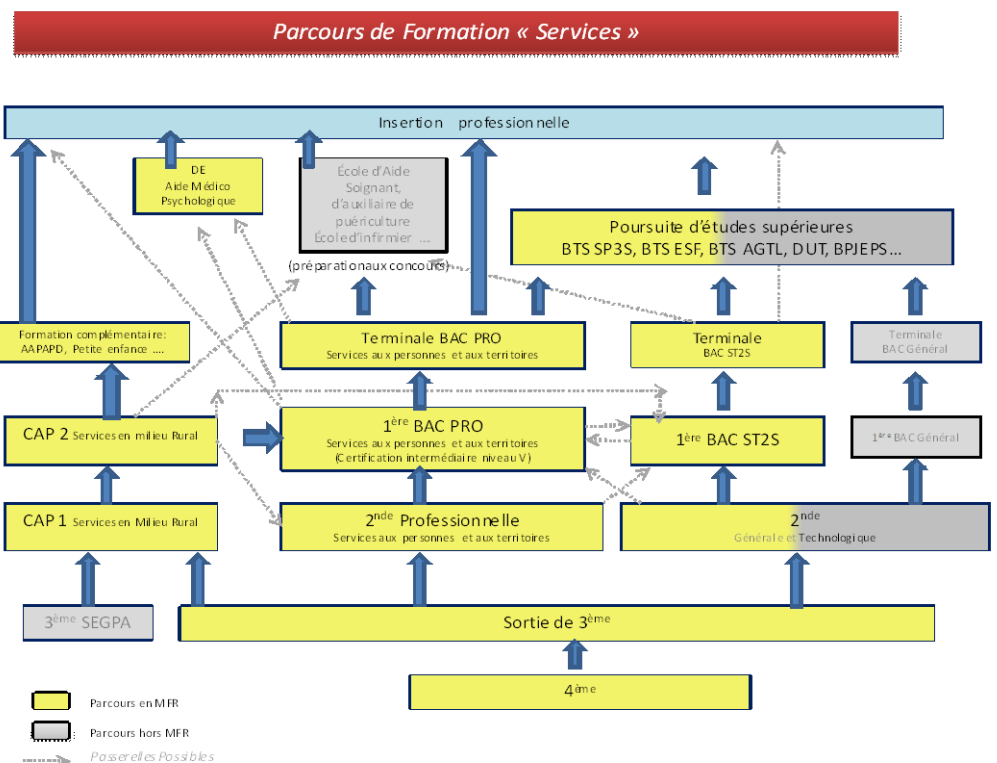 Parcours de Formation « Services »
Insertion professionnelle
DE
Aide Médico
Psychologique
École d'Aide
Soignant,
d'auxiliaire de
puériculture
École d'infirmier ....
(préparation aux concours)
Poursuite d'études supérieures
BTS SP3S, BTS ESF, BTS AGTL, DUT, BPJEPS...
Formation complémentaire:
AAPAPD, Petite enfance ....
Terminale BAC PRO
Services aux personnes et aux territoires
Terminale
BAC ST2S
Terminale
BAC Général
CAP 2 Services en milieu Rural
1ère BAC PRO
Services aux personnes et aux territoires
(Certification intermédiaire niveau V)
1ère BAC ST2S
1ère BAC Général
CAP 1 Services en Milieu Rural
2nde Professionnelle
Services aux personnes et aux territoires
2nde
Générale et Technologique
3ème SEGPA
Sortie de 3ème
4ème
Parcours en MFR
Parcours hors MFR
Passerelles Possibles